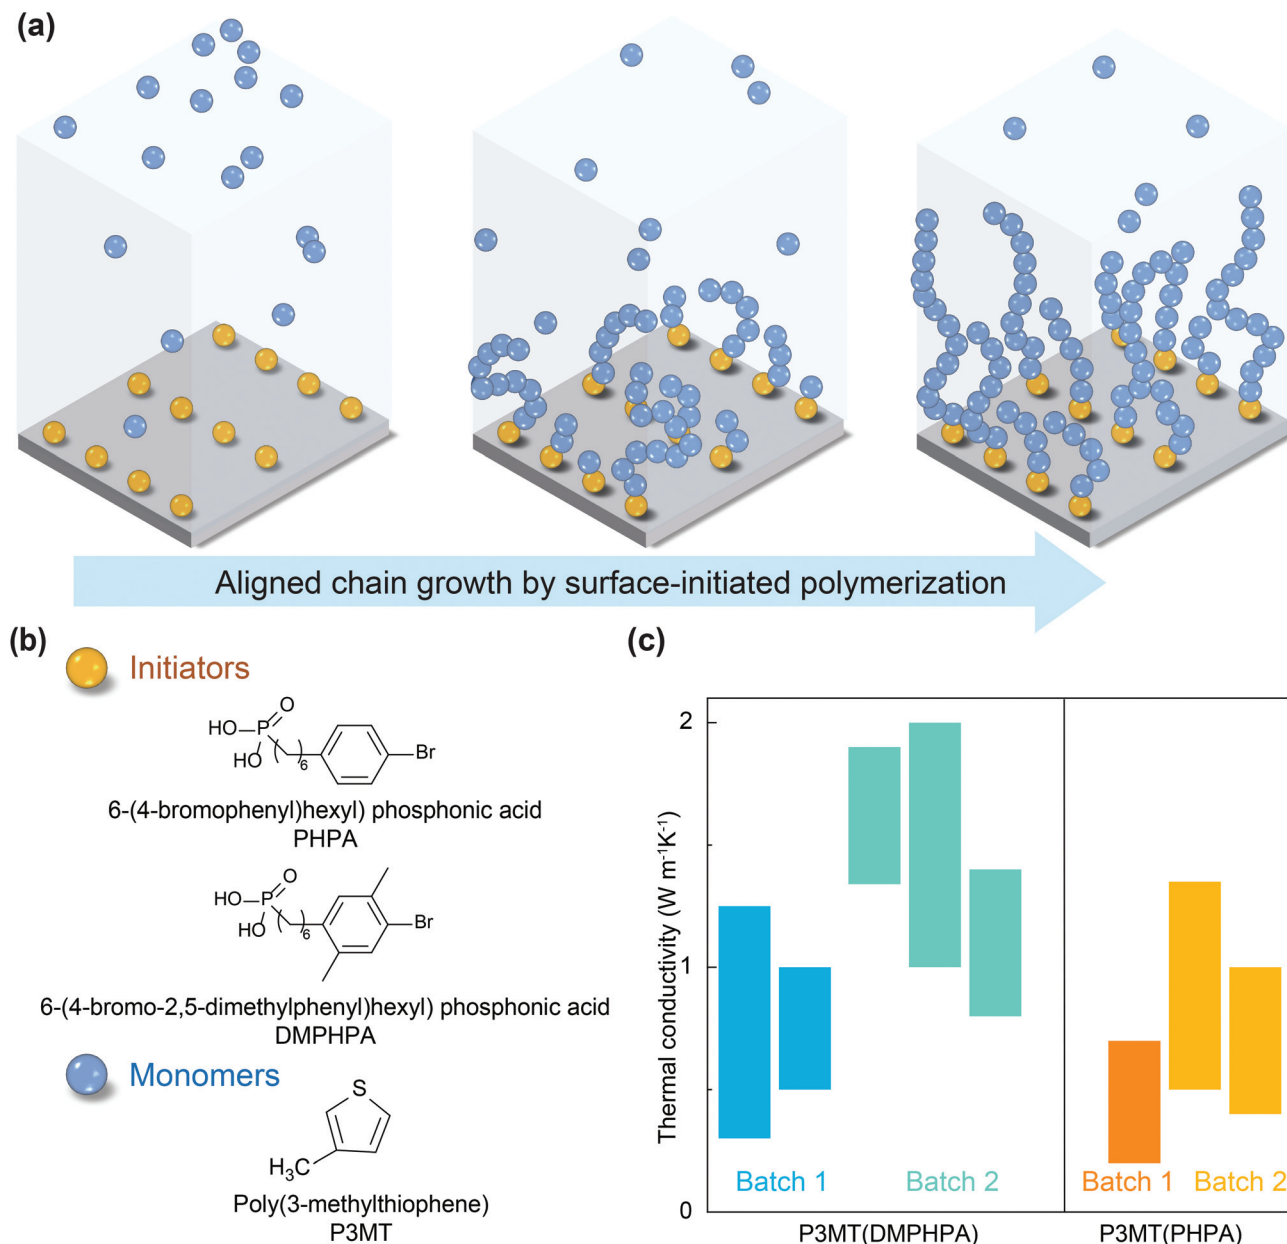 (a)
Aligned chain growth by surface-initiated polymerization
(b)
Initiators
HO
P
O
HO
6
Br
6-(4-bromophenyl)hexyl) phosphonic acid
PHPA
HO
P
O
HO
6
Br
6-(4-bromo-2,5-dimethylphenyl)hexyl) phosphonic acid
DMPHPA
Monomers
S
H₃C
Poly(3-methylthiophene)
P3MT
(c)
Thermal conductivity (W m⁻¹K⁻¹)
2
1
0
Batch 1
Batch 2
Batch 1
Batch 2
P3MT(DMPHPA)
P3MT(PHPA)